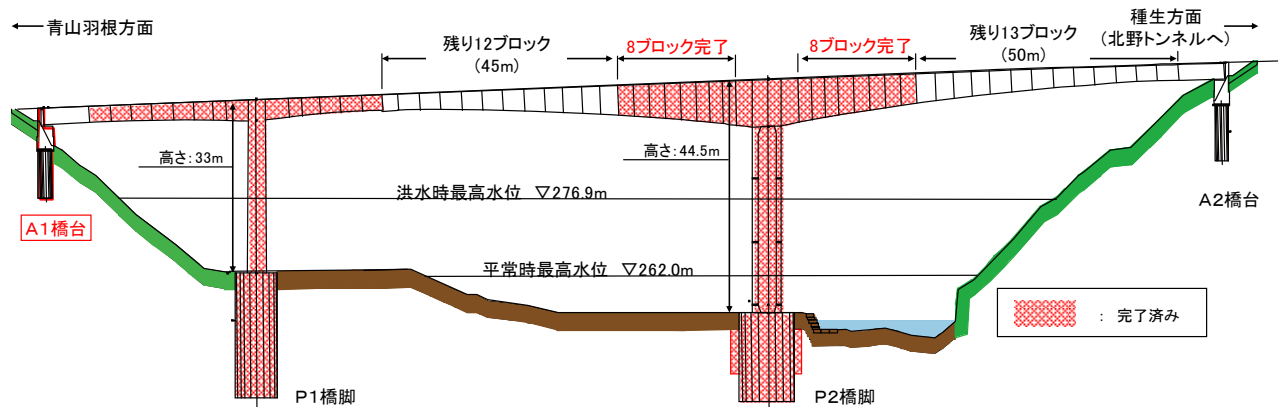 青山羽根方面
種生方面
(北野トンネルへ)
残り12ブロック
(45m)
8ブロック完了
8ブロック完了
残り13ブロック
(50m)
高さ:33m
高さ:44.5m
洪水時最高水位 ▽276.9m
A1橋台
A2橋台
平常時最高水位 ▽262.0m
: 完了済み
P1橋脚
P2橋脚